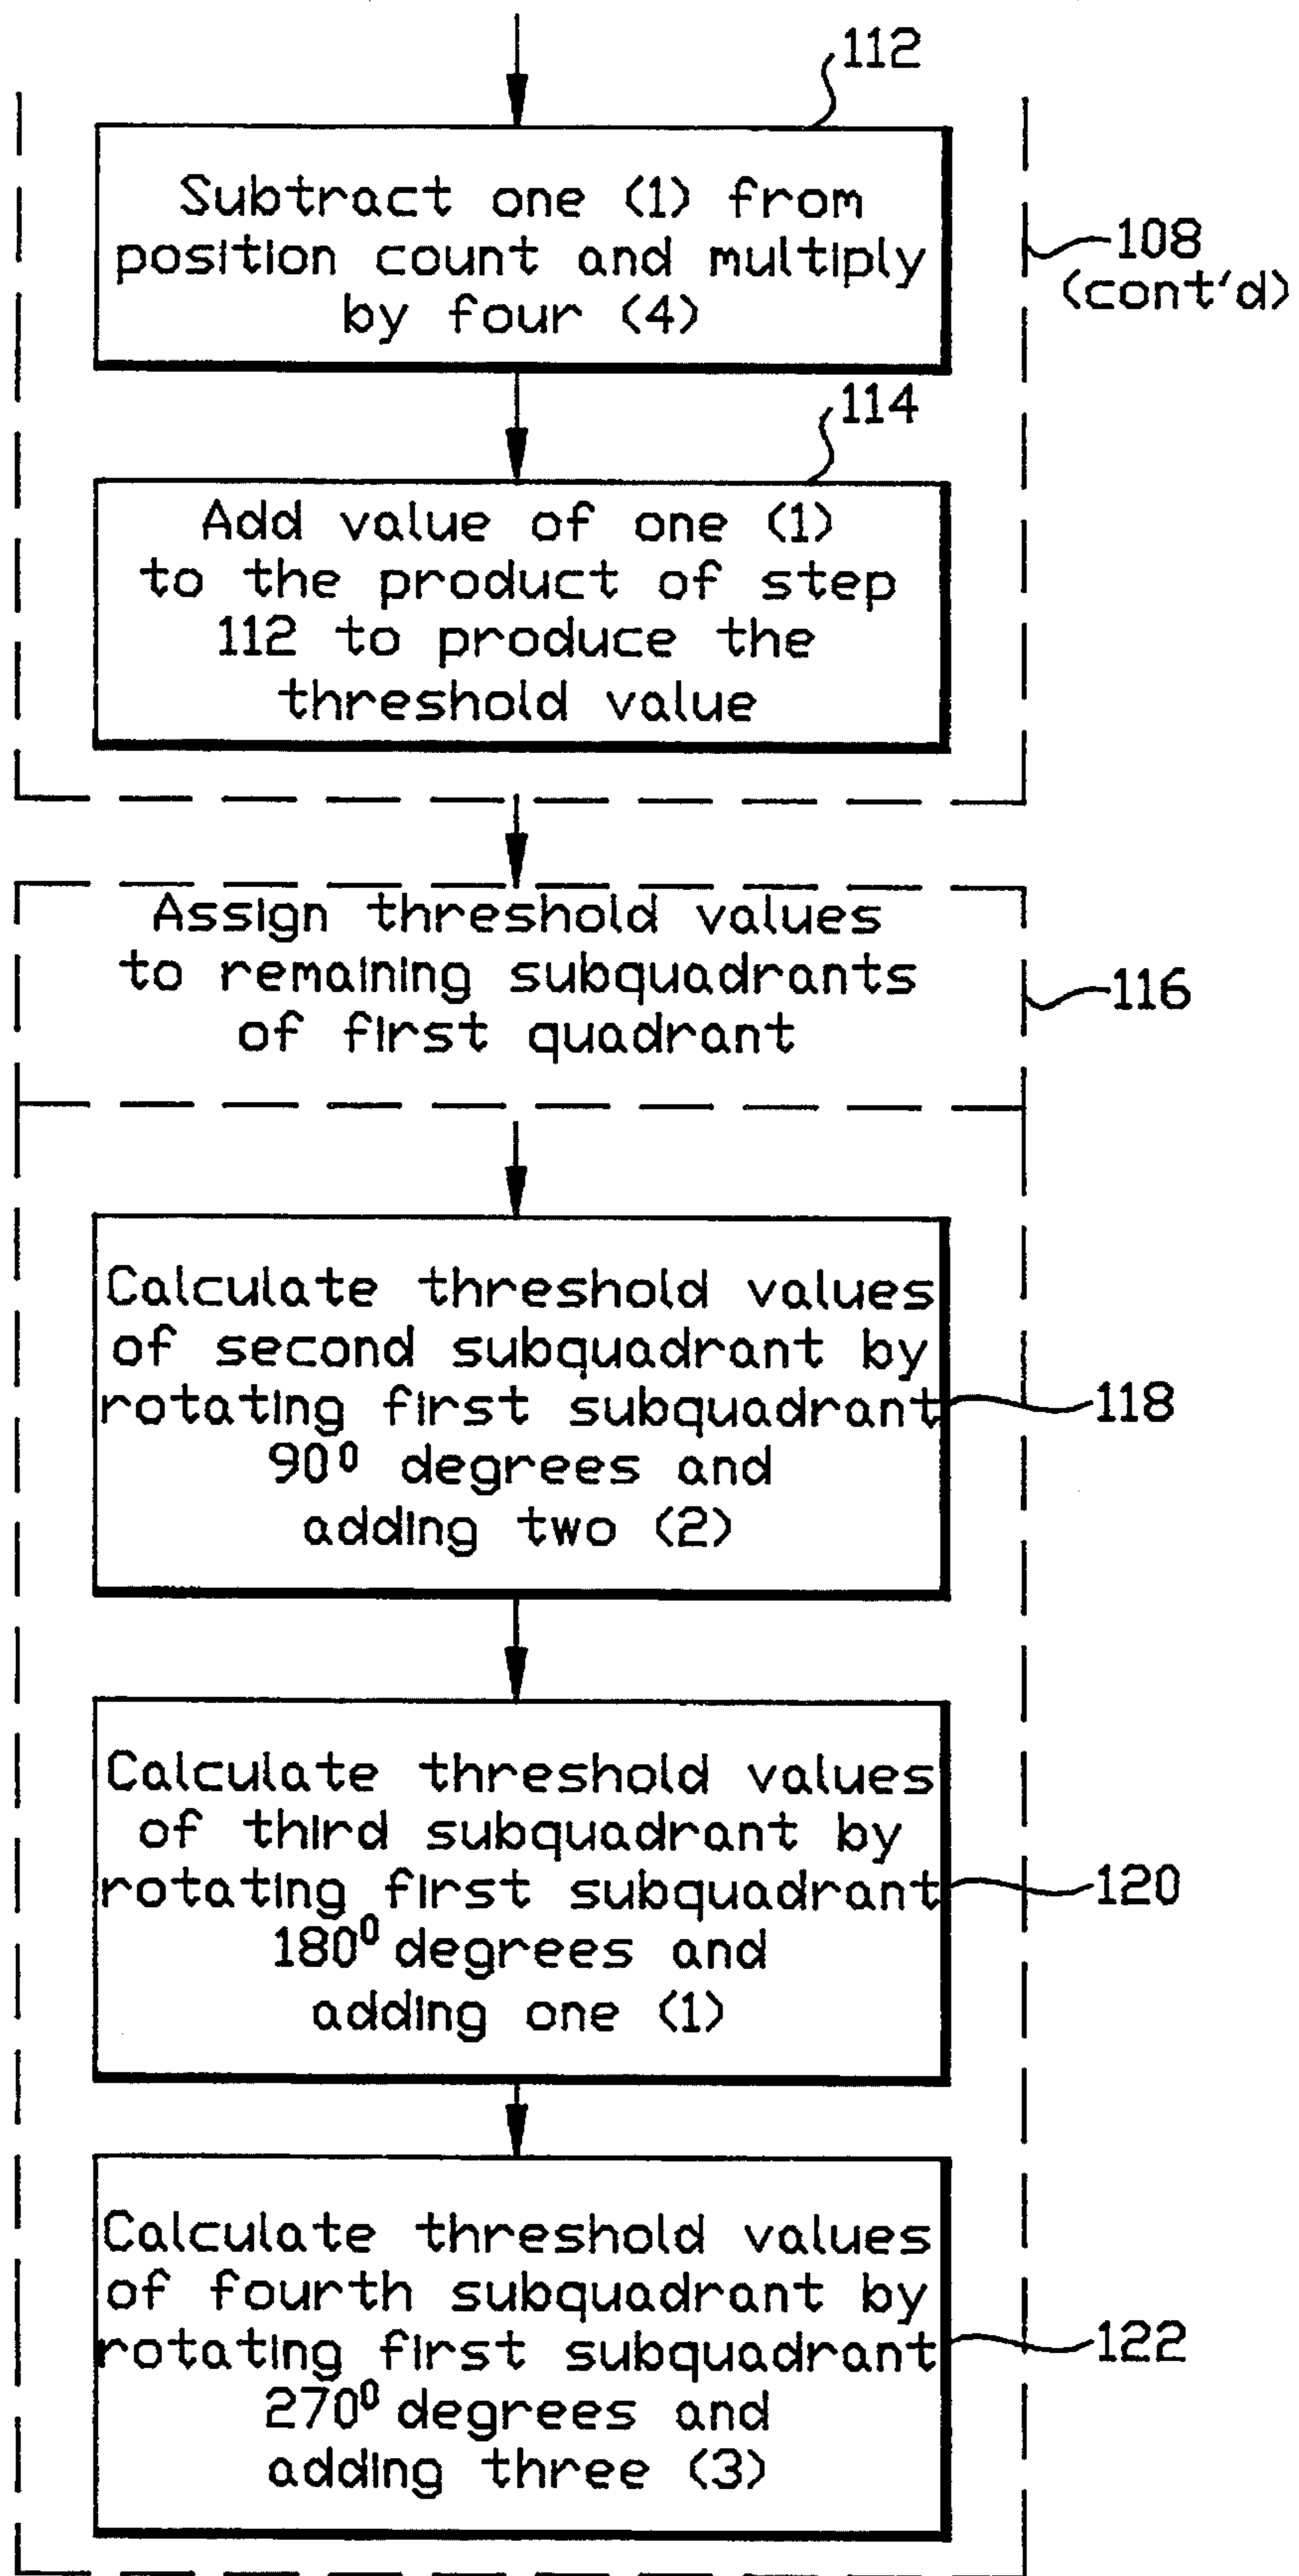 112
Subtract one (1) from
position count and multiply
by four (4)
108
(cont'd)
114
Add value of one (1)
to the product of step
112 to produce the
threshold value
Assign threshold values
to remaining subquadrants
of first quadrant
116
Calculate threshold values
of second subquadrant by
rotating first subquadrant
90⁰ degrees and
adding two (2)
118
Calculate threshold values
of third subquadrant by
rotating first subquadrant
180⁰ degrees and
adding one (1)
120
Calculate threshold values
of fourth subquadrant by
rotating first subquadrant
270⁰ degrees and
adding three (3)
122